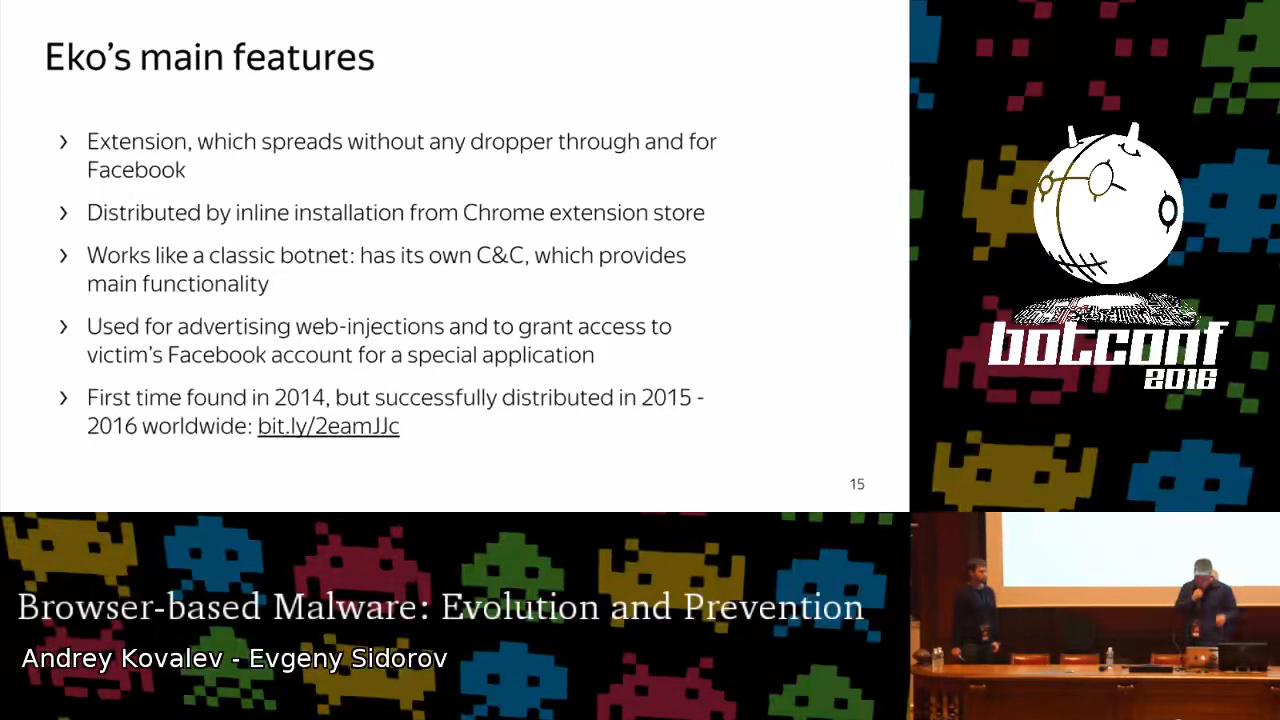 Eko’s main features
› Extension, which spreads without any dropper through and for
Facebook
› Distributed by inline installation from Chrome extension store
› Works like a classic botnet: has its own C&C, which provides
main functionality
› Used for advertising web-injections and to grant access to
victim’s Facebook account for a special application
› First time found in 2014, but successfully distributed in 2015 -
2016 worldwide: bit.ly/2eamJJc
15
botconf
2016
Browser-based Malware: Evolution and Prevention
Andrey Kovalev - Evgeny Sidorov